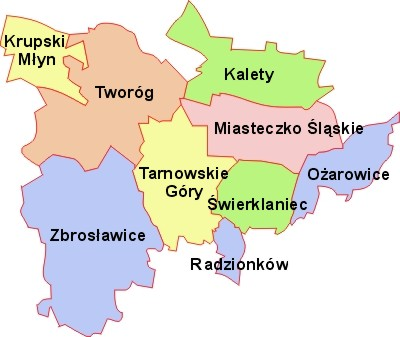 Krupski
Młyn
Kalety
Tworóg
Miasteczko Śląskie
Tarnowskie
Góry
Ożarowice
Świerklaniec
Zbrosławice
Radzionków